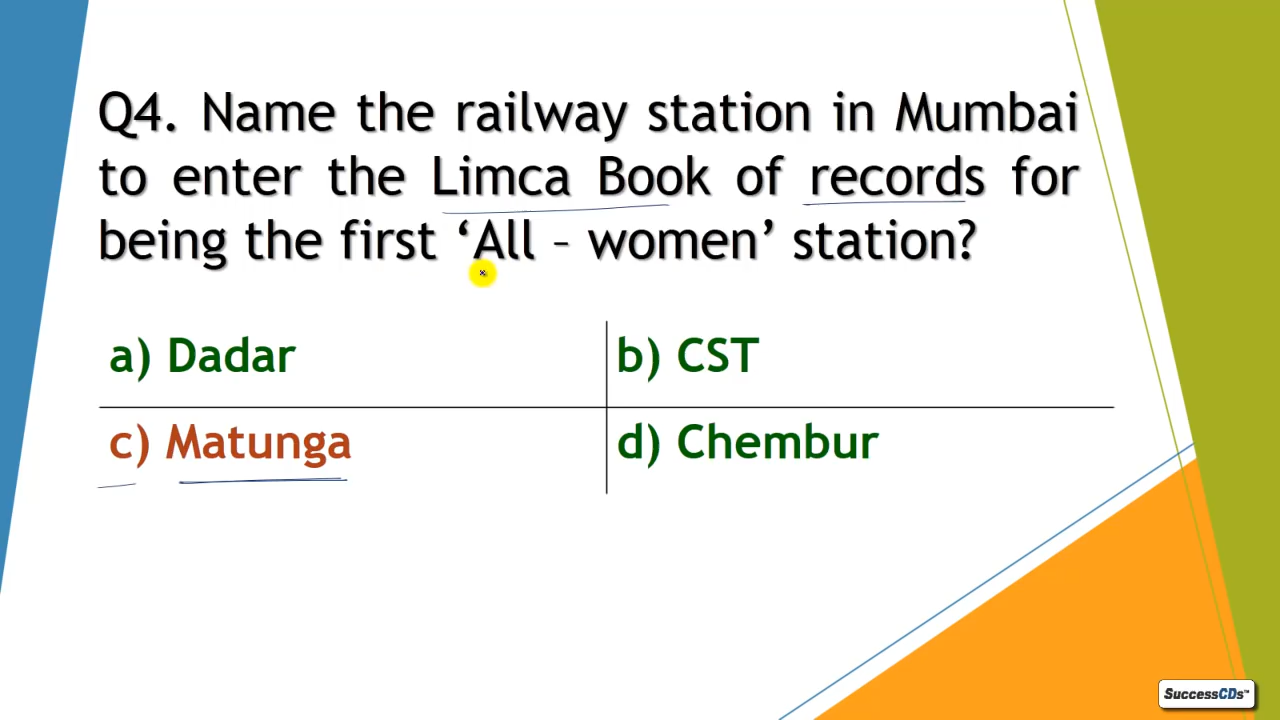 Q4. Name the railway station in Mumbai
to enter the Limca Book of records for
being the first ‘All – women’ station?
a) Dadar
b) CST
c) Matunga
d) Chembur
SuccessCDs™